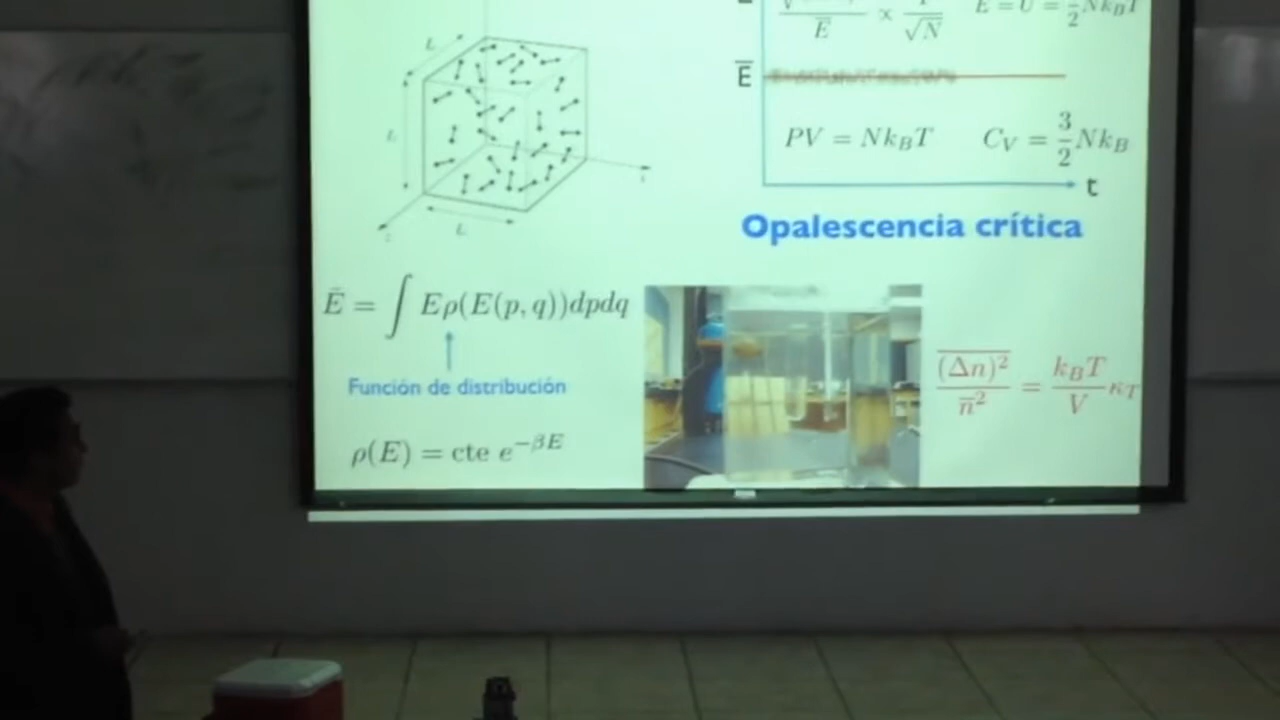 L
L
L
Ē = ∫ Eρ(E(p, q))dpdq
Función de distribución
ρ(E) = cte e^{−βE}
Ē ∝ √N
E = U = 2 Nk_BT
Ē
PV = Nk_BT C_V = 3/2 Nk_B
t
Opalescencia crítica
\overline{(Δn)²} / n̄² = k_BT / V κ_T